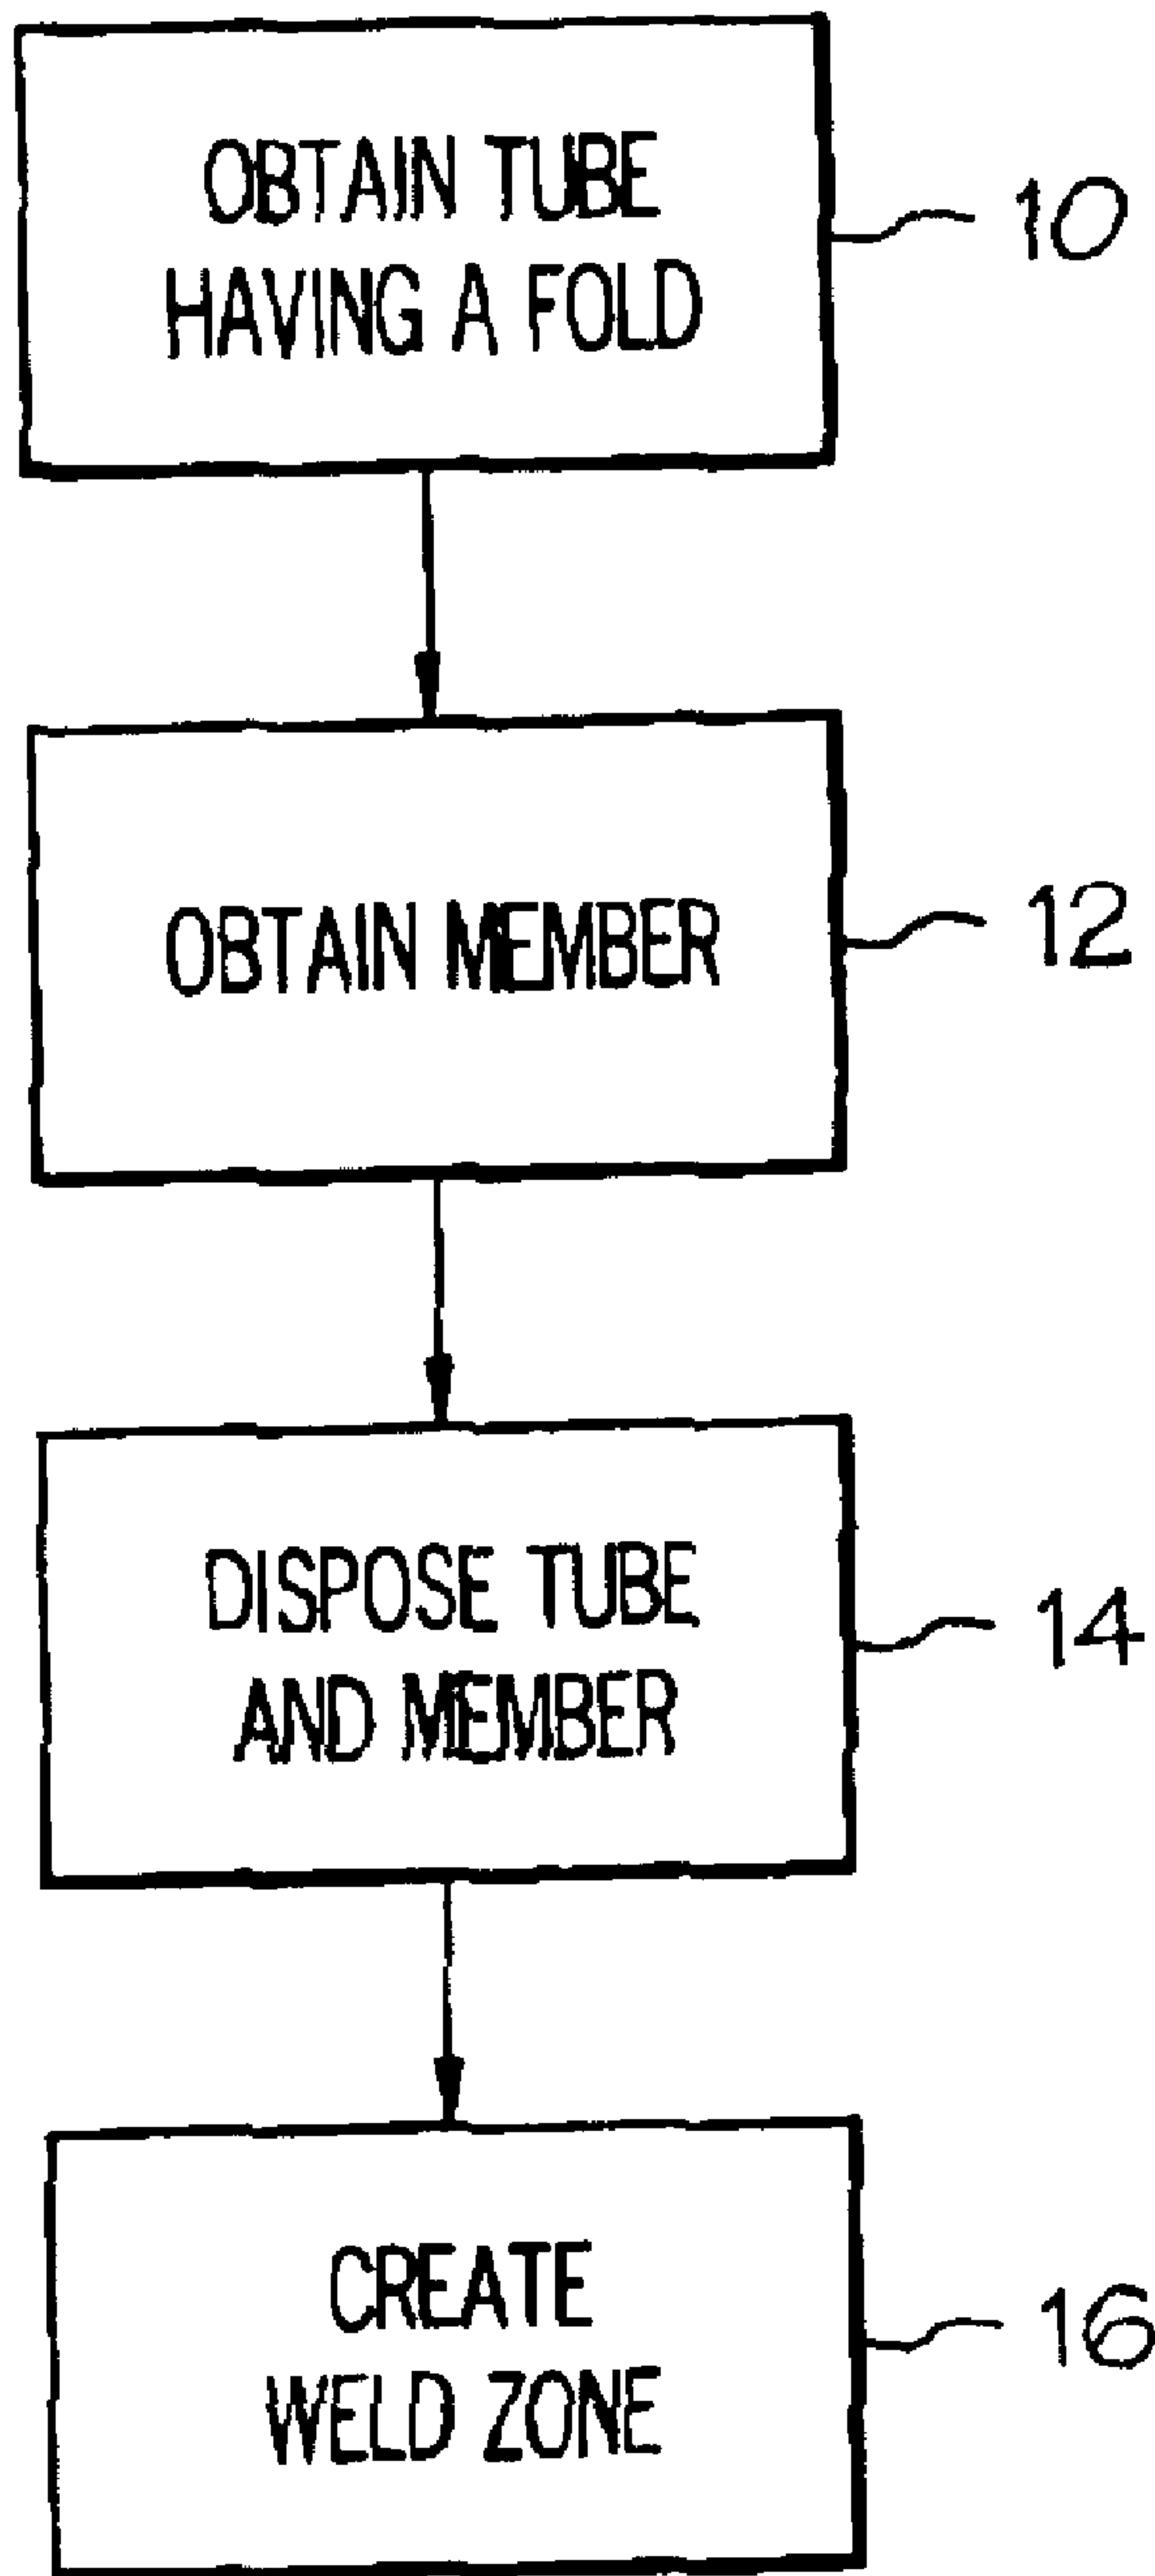 OBTAIN TUBE
HAVING A FOLD
10
OBTAIN MEMBER
12
DISPOSE TUBE
AND MEMBER
14
CREATE
WELD ZONE
16